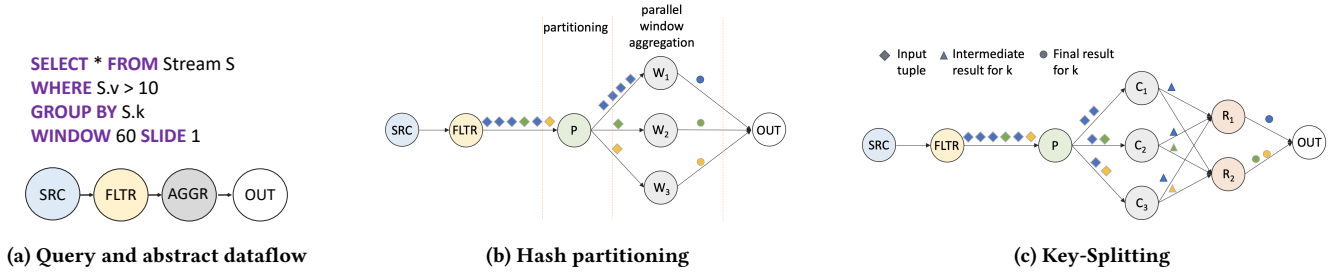 SELECT * FROM Stream S
WHERE S.v > 10
GROUP BY S.k
WINDOW 60 SLIDE 1
SRC
FLTR
AGGR
OUT
(a) Query and abstract dataflow
partitioning
parallel
window
aggregation
SRC
FLTR
P
W1
W2
W3
OUT
(b) Hash partitioning
Input
tuple
Intermediate
result for k
Final result
for k
SRC
FLTR
P
C1
C2
C3
R1
R2
OUT
(c) Key-Splitting